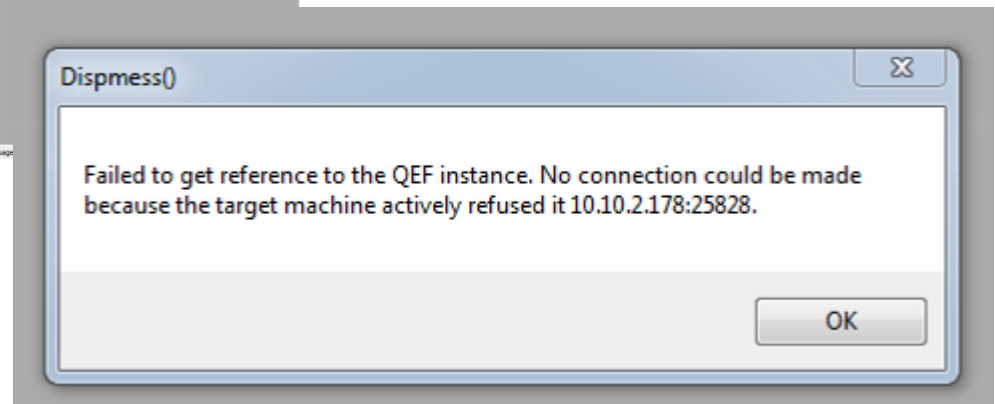 Dispmess()
Failed to get reference to the QEF instance. No connection could be made
because the target machine actively refused it 10.10.2.178:25828.
OK